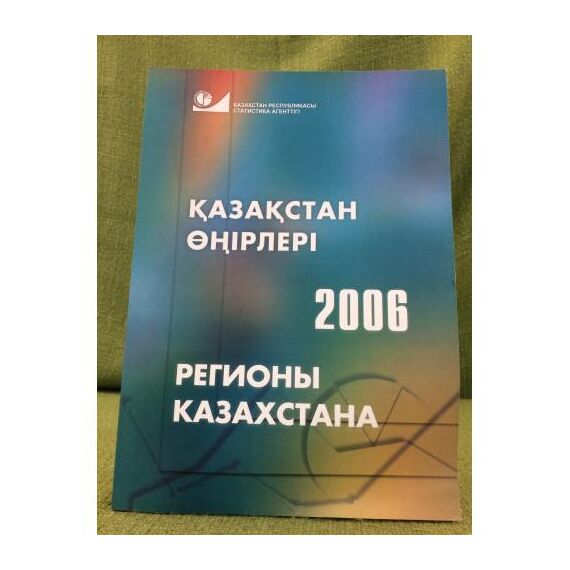 ҚАЗАҚСТАН РЕСПУБЛИКАСЫ
СТАТИСТИКА АГЕНТТІГІ
ҚАЗАҚСТАН
ӨҢІРЛЕРІ
2006
РЕГИОНЫ
КАЗАХСТАНА